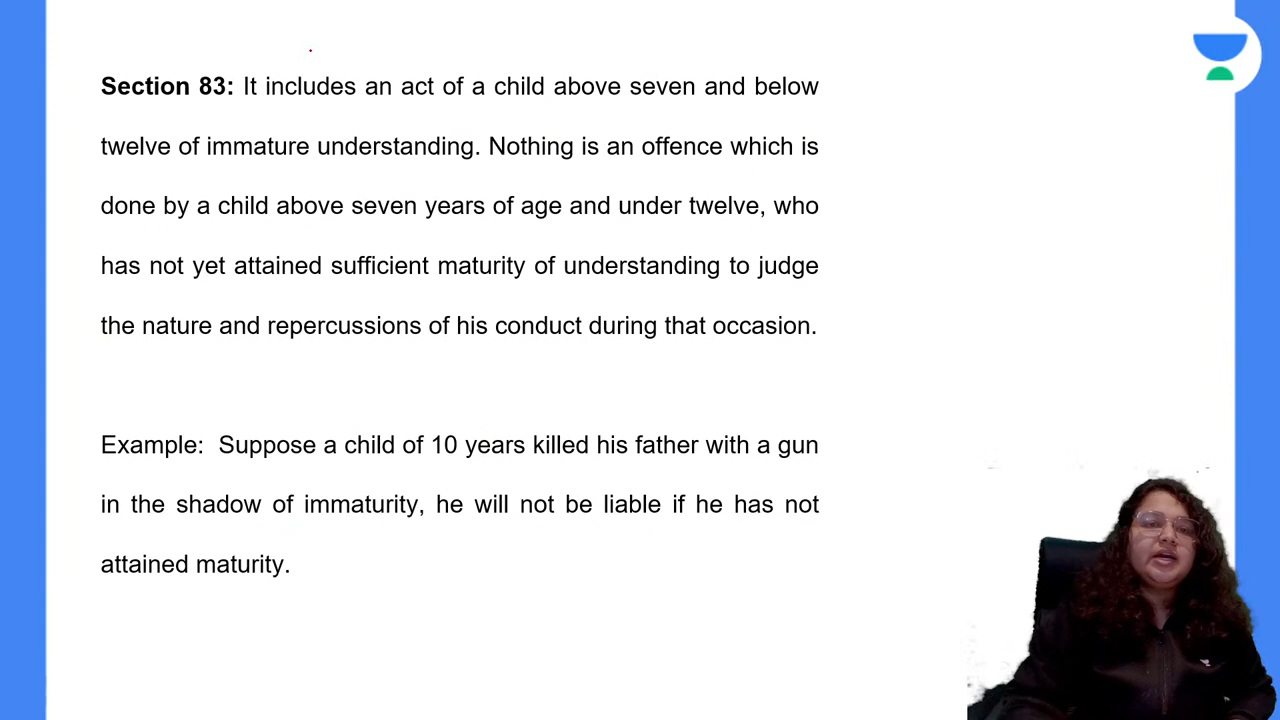 Section 83: It includes an act of a child above seven and below
twelve of immature understanding. Nothing is an offence which is
done by a child above seven years of age and under twelve, who
has not yet attained sufficient maturity of understanding to judge
the nature and repercussions of his conduct during that occasion.
Example: Suppose a child of 10 years killed his father with a gun
in the shadow of immaturity, he will not be liable if he has not
attained maturity.